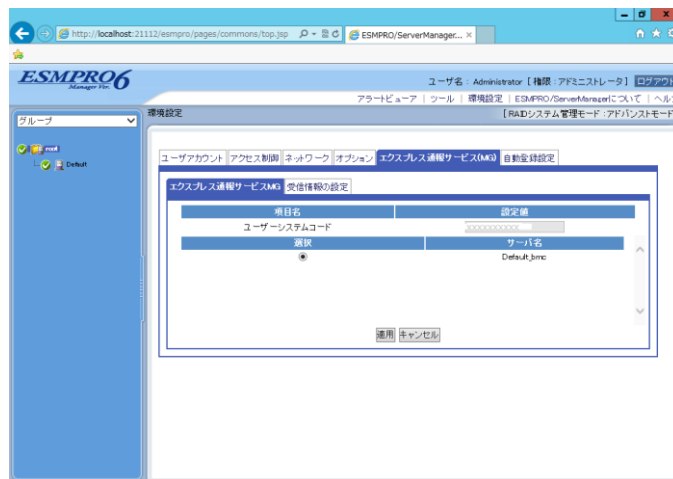 http://localhost:21112/esmpro/pages/commons/top.jsp
ESMPRO/ServerManager... ×
ESMPRO6
Manager Ver.
ユーザ名 : Administrator [ 権限 : アドミニストレータ ] ログアウト
アラートビューア | ツール | 環境設定 | ESMPRO/ServerManagerについて | ヘル
グループ
環境設定
[ RAIDシステム管理モード : アドバンストモード
root
Default
ユーザアカウント アクセス制御 ネットワーク オプション エクスプレス通報サービス(MG) 自動登録設定
エクスプレス通報サービスMG 受信情報の設定
項目名 設定値
ユーザーシステムコード
選択 サーバ名
Default_bmc
適用 キャンセル